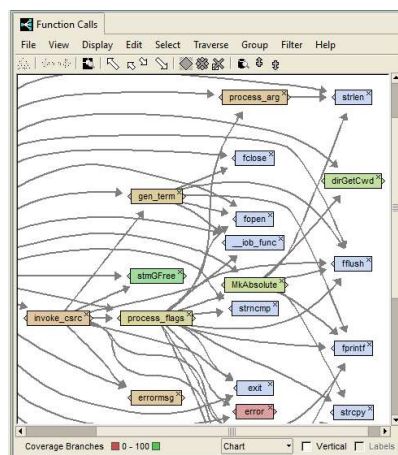 Function Calls
File View Display Edit Select Traverse Group Filter Help
process_arg
strlen
fclose
dirGetCwd
gen_term
fopen
__iob_func
fflush
stmGFree
MkAbsolute
strncmp
invoke_csrc
process_flags
fprintf
exit
errormsg
error
strcpy
Coverage Branches 0 - 100 Chart Vertical Labels